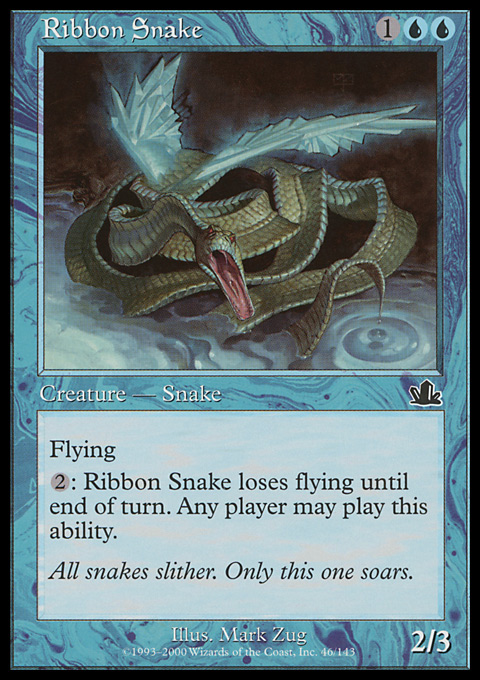 Ribbon Snake 1
Creature — Snake
Flying
2: Ribbon Snake loses flying until
end of turn. Any player may play this
ability.
All snakes slither. Only this one soars.
Illus. Mark Zug
©1993-2000 Wizards of the Coast, Inc. 46/143
2/3